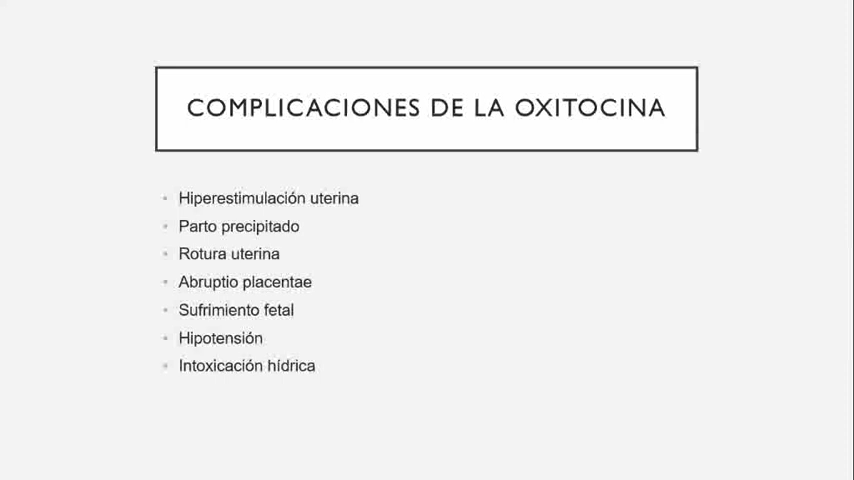 COMPLICACIONES DE LA OXITOCINA
Hiperestimulación uterina
Parto precipitado
Rotura uterina
Abruptio placentae
Sufrimiento fetal
Hipotensión
Intoxicación hídrica